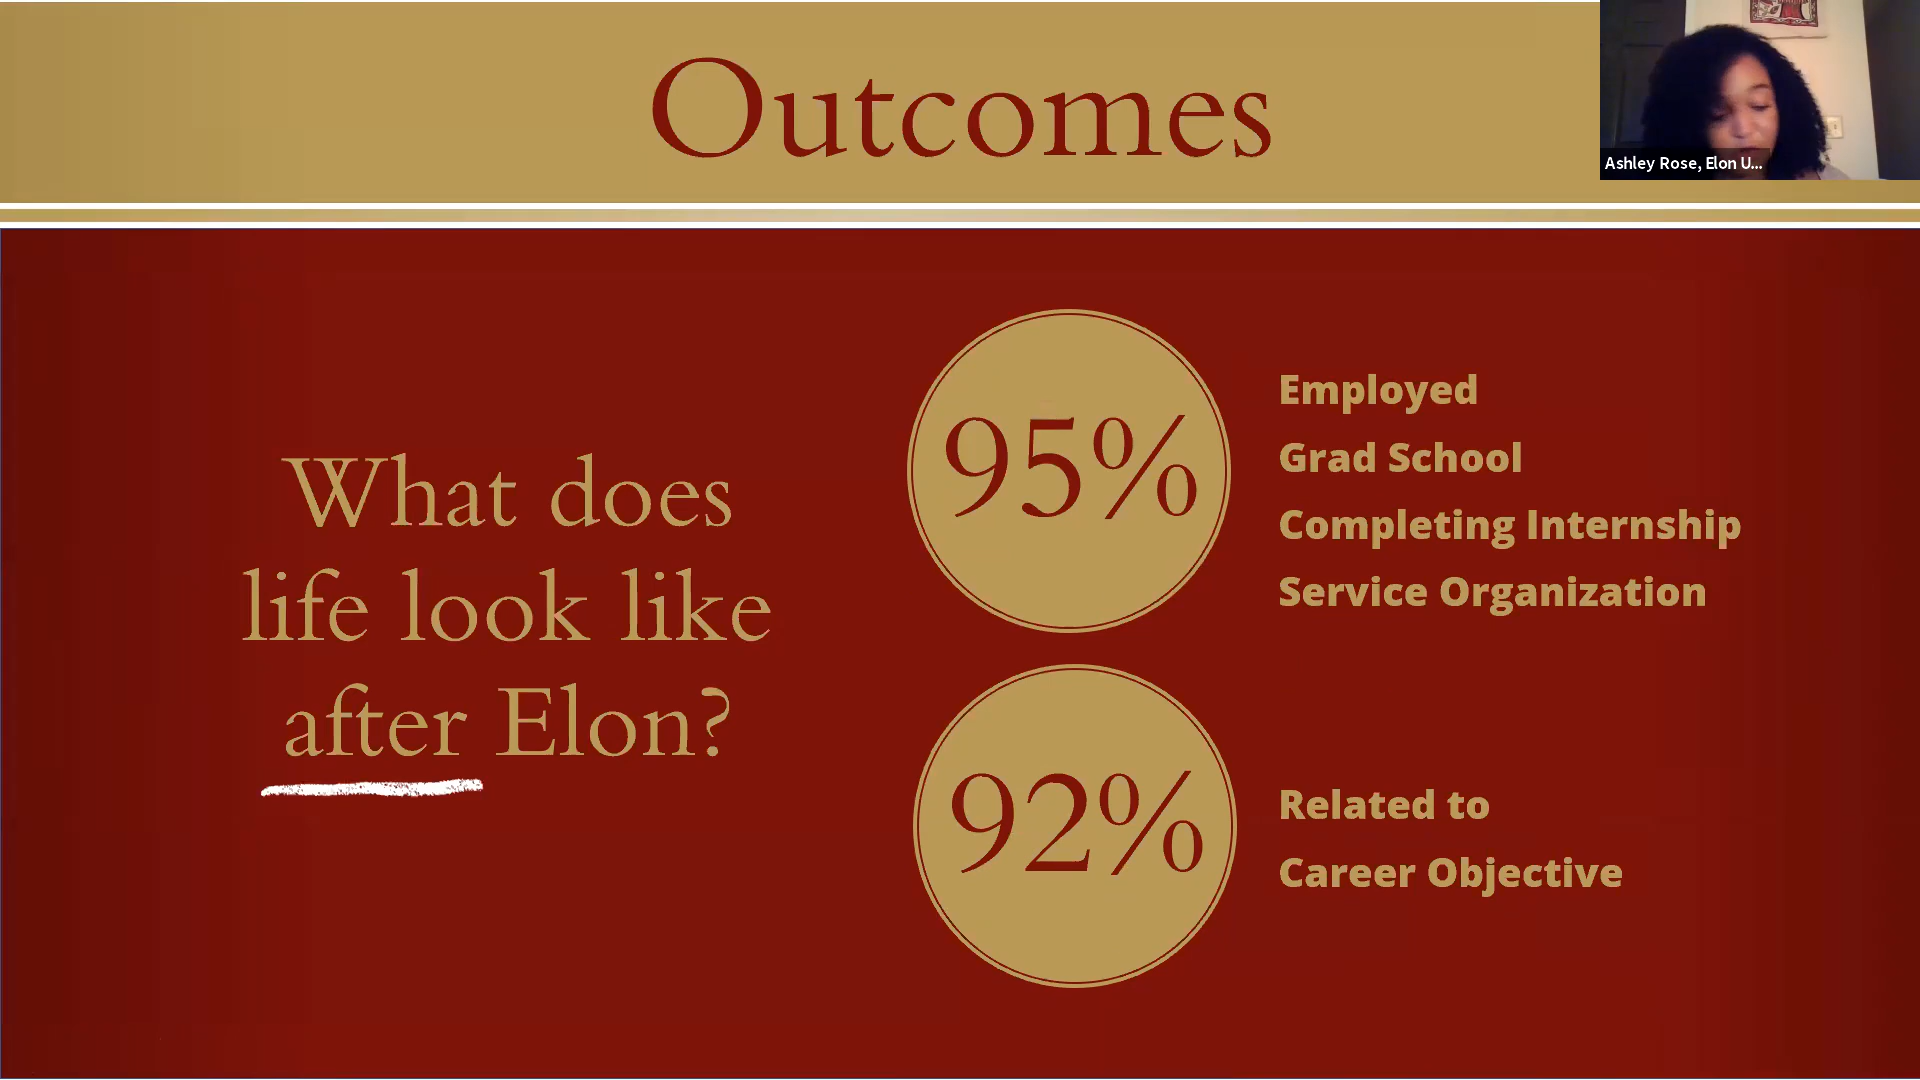 Outcomes
Ashley Rose, Elon U...
What does
life look like
after Elon?
95%
Employed
Grad School
Completing Internship
Service Organization
92%
Related to
Career Objective